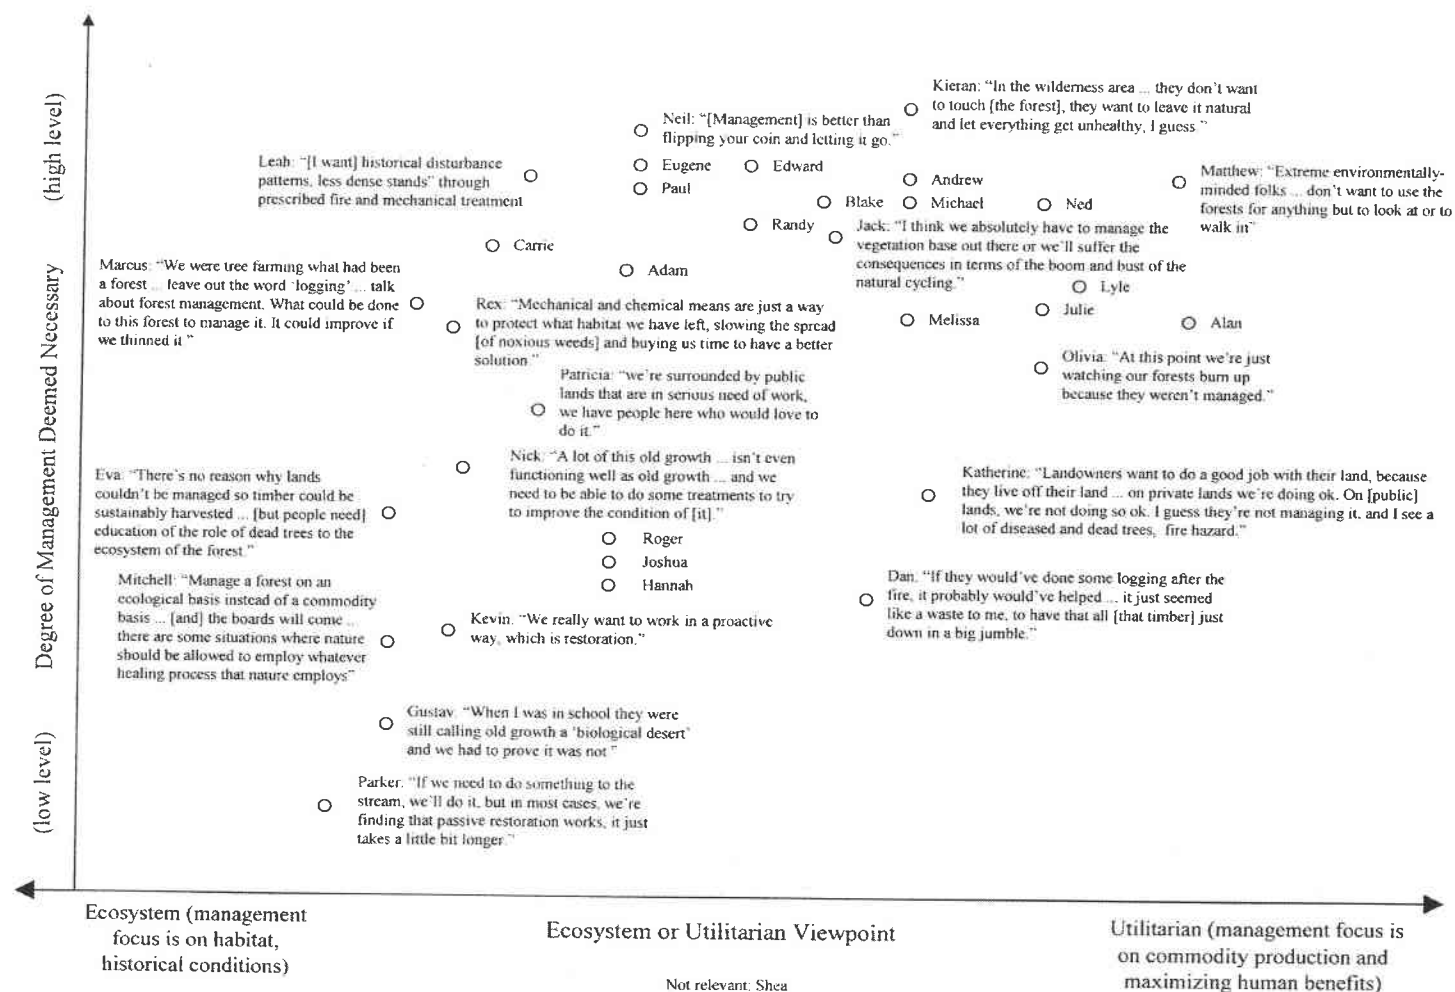 Kieran: "In the wilderness area ... they don't want
to touch [the forest], they want to leave it natural
and let everything get unhealthy, I guess "
Neil: "[Management] is better than
flipping your coin and letting it go."
Leah: "[I want] historical disturbance
patterns, less dense stands" through
prescribed fire and mechanical treatment
Eugene
Edward
Paul
Andrew
Matthew: "Extreme environmentally-
minded folks ... don't want to use the
forests for anything but to look at or to
walk in"
Blake
Michael
Ned
Randy
Jack: "I think we absolutely have to manage the
vegetation base out there or we'll suffer the
consequences in terms of the boom and bust of the
natural cycling."
Carrie
Adam
Lyle
Marcus: "We were tree farming what had been
a forest ... leave out the word 'logging' ... talk
about forest management. What could be done
to this forest to manage it. It could improve if
we thinned it "
Rex: "Mechanical and chemical means are just a way
to protect what habitat we have left, slowing the spread
[of noxious weeds] and buying us time to have a better
solution."
Melissa
Julie
Alan
Olivia: "At this point we're just
watching our forests burn up
because they weren't managed."
Patricia: "we're surrounded by public
lands that are in serious need of work,
we have people here who would love to
do it."
Nick: "A lot of this old growth ... isn't even
functioning well as old growth ... and we
need to be able to do some treatments to try
to improve the condition of [it]."
Eva: "There's no reason why lands
couldn't be managed so timber could be
sustainably harvested ... [but people need]
education of the role of dead trees to the
ecosystem of the forest."
Katherine: "Landowners want to do a good job with their land, because
they live off their land ... on private lands we're doing ok. On [public]
lands, we're not doing so ok. I guess they're not managing it, and I see a
lot of diseased and dead trees, fire hazard."
Roger
Joshua
Hannah
Mitchell: "Manage a forest on an
ecological basis instead of a commodity
basis ... [and] the boards will come ...
there are some situations where nature
should be allowed to employ whatever
healing process that nature employs"
Dan: "If they would've done some logging after the
fire, it probably would've helped ... it just seemed
like a waste to me, to have that all [that timber] just
down in a big jumble."
Kevin: "We really want to work in a proactive
way, which is restoration."
Gustav: "When I was in school they were
still calling old growth a 'biological desert'
and we had to prove it was not "
Parker: "If we need to do something to the
stream, we'll do it, but in most cases, we're
finding that passive restoration works, it just
takes a little bit longer."
(high level)
Degree of Management Deemed Necessary
(low level)
Ecosystem (management
focus is on habitat,
historical conditions)
Ecosystem or Utilitarian Viewpoint
Utilitarian (management focus is
on commodity production and
maximizing human benefits)
Not relevant: Shea